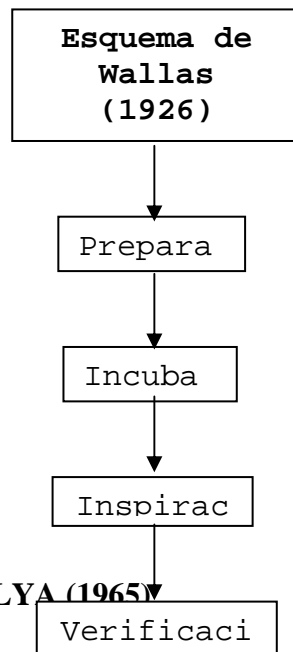 Esquema de
Wallas
(1926)
Prepara
Incuba
Inspirac
LYA (1965)
Verificaci